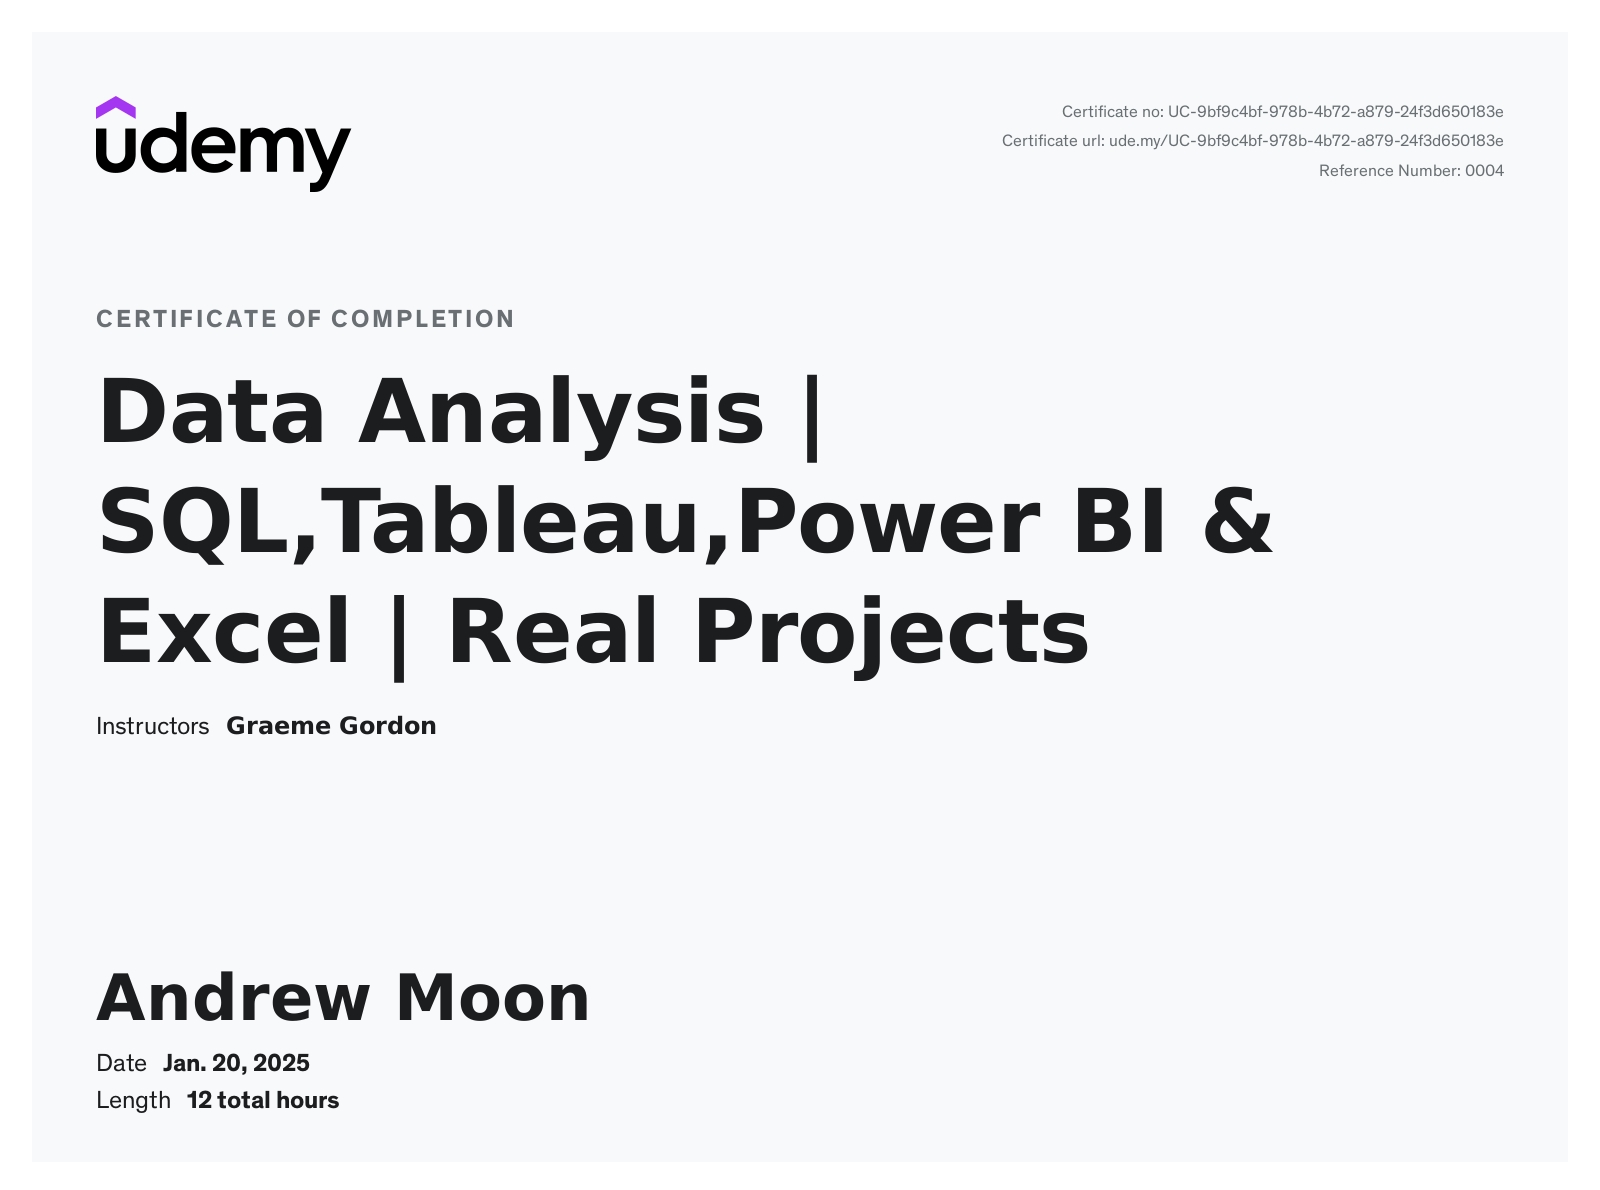 udemy
Certificate no: UC-9bf9c4bf-978b-4b72-a879-24f3d650183e
Certificate url: ude.my/UC-9bf9c4bf-978b-4b72-a879-24f3d650183e
Reference Number: 0004
CERTIFICATE OF COMPLETION
Data Analysis |
SQL,Tableau,Power BI &
Excel | Real Projects
Instructors Graeme Gordon
Andrew Moon
Date Jan. 20, 2025
Length 12 total hours